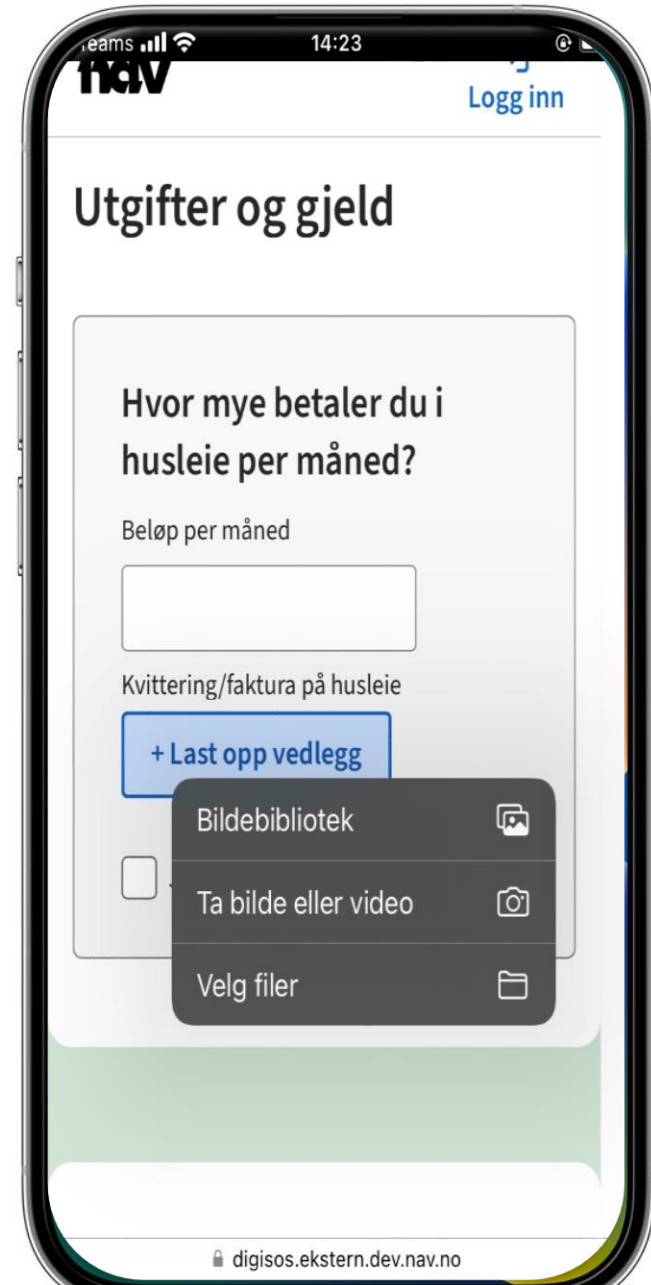 14:23
nav
Logg inn
Utgifter og gjeld
Hvor mye betaler du i
husleie per måned?
Beløp per måned
Kvittering/faktura på husleie
+ Last opp vedlegg
Bildebibliotek
Ta bilde eller video
Velg filer
digisos.ekstern.dev.nav.no